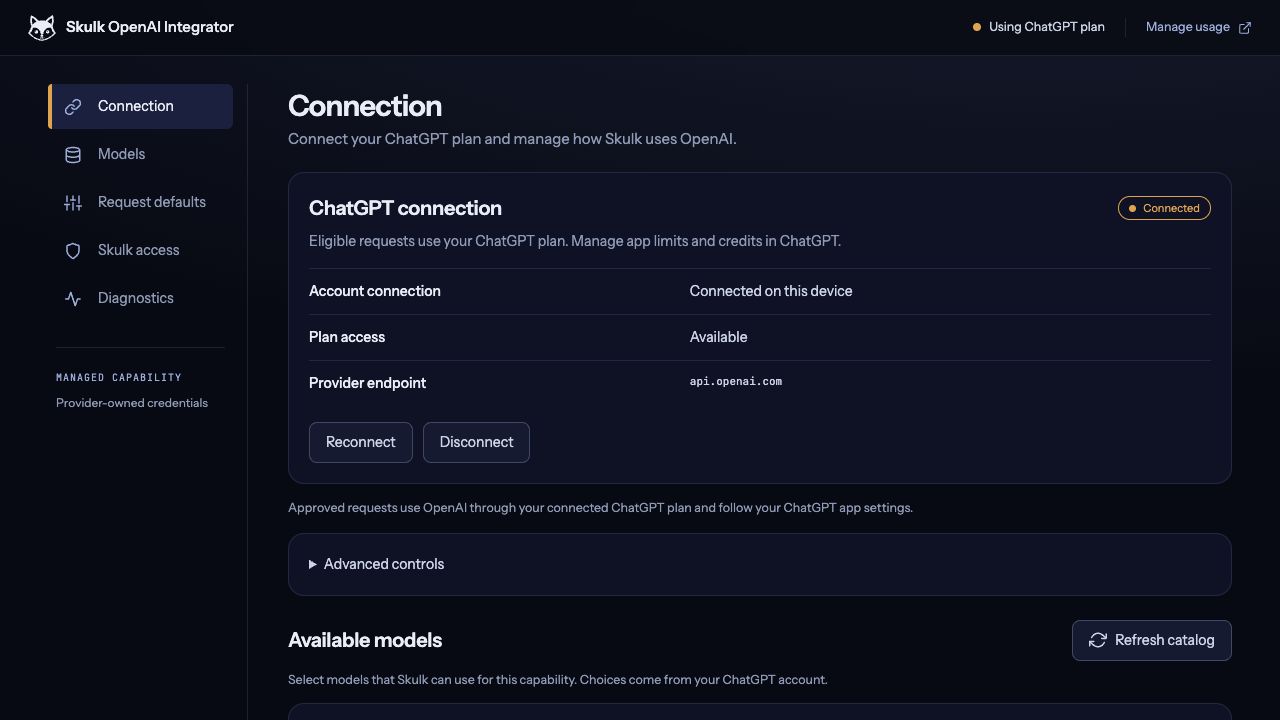 Skulk OpenAI Integrator
Using ChatGPT plan
Manage usage
Connection
Models
Request defaults
Skulk access
Diagnostics
MANAGED CAPABILITY
Provider-owned credentials
Connection
Connect your ChatGPT plan and manage how Skulk uses OpenAI.
ChatGPT connection
Connected
Eligible requests use your ChatGPT plan. Manage app limits and credits in ChatGPT.
Account connection
Connected on this device
Plan access
Available
Provider endpoint
api.openai.com
Reconnect
Disconnect
Approved requests use OpenAI through your connected ChatGPT plan and follow your ChatGPT app settings.
Advanced controls
Available models
Refresh catalog
Select models that Skulk can use for this capability. Choices come from your ChatGPT account.